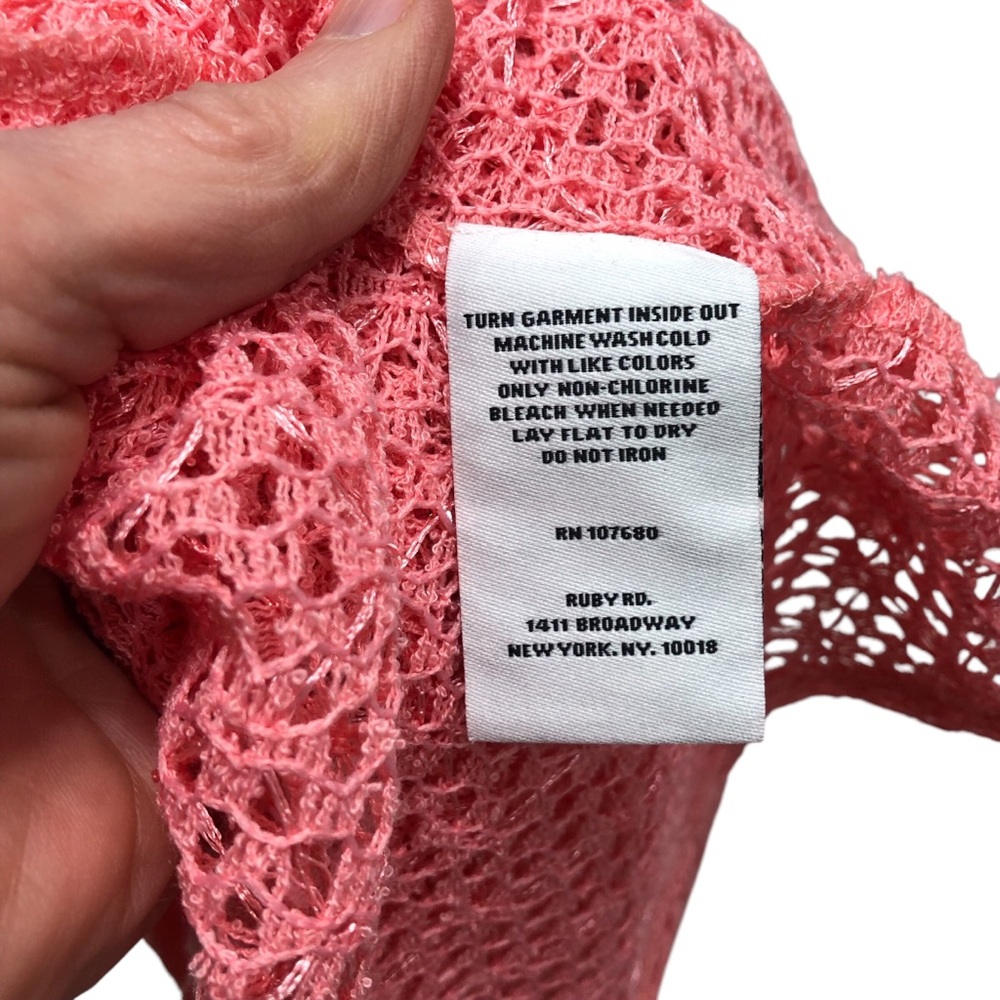 TURN GARMENT INSIDE OUT
MACHINE WASH COLD
WITH LIKE COLORS
ONLY NON-CHLORINE
BLEACH WHEN NEEDED
LAY FLAT TO DRY
DO NOT IRON
RN 107680
RUBY RD.
1411 BROADWAY
NEW YORK. NY. 10018